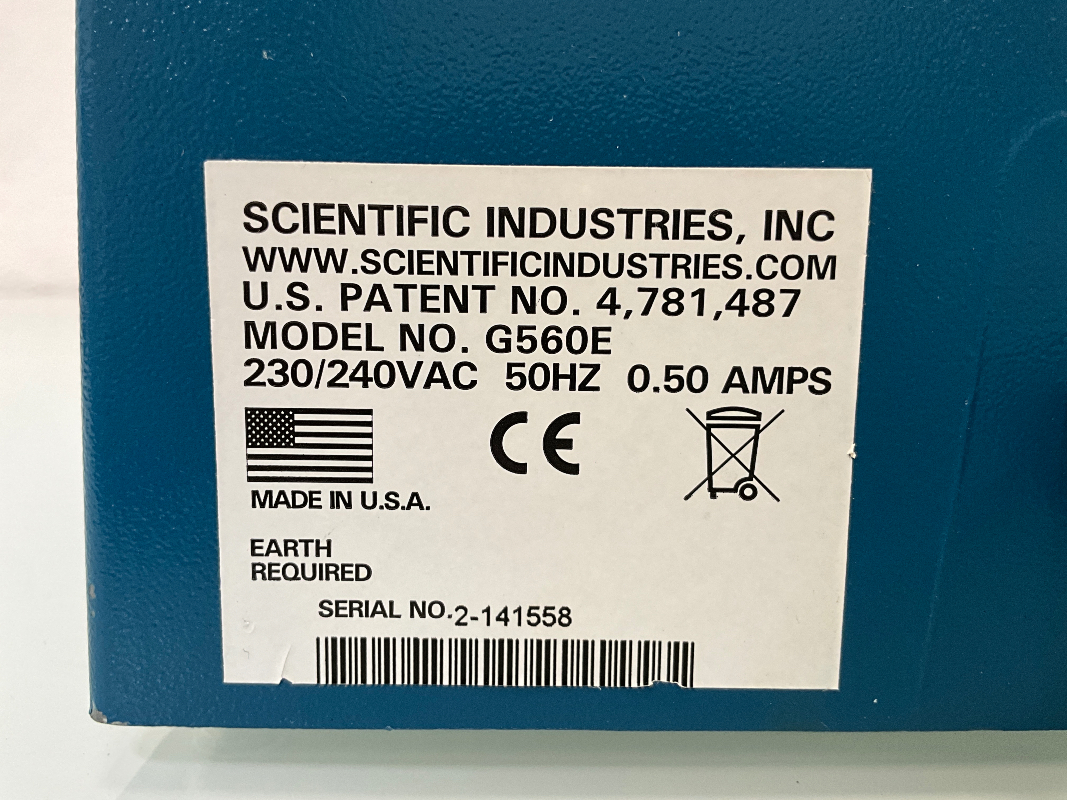 SCIENTIFIC INDUSTRIES, INC
WWW.SCIENTIFICINDUSTRIES.COM
U.S. PATENT NO. 4,781,487
MODEL NO. G560E
230/240VAC 50HZ 0.50 AMPS
CE
MADE IN U.S.A.
EARTH
REQUIRED
SERIAL NO.2-141558